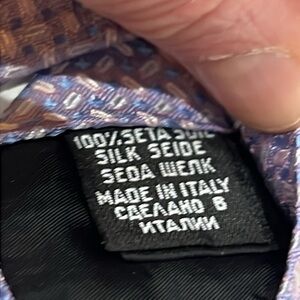 100% SETA SOIE
SILK SEIDE
SEDA ШЕЛК
MADE IN ITALY
СДЕЛАНО В
ИТАЛИИ